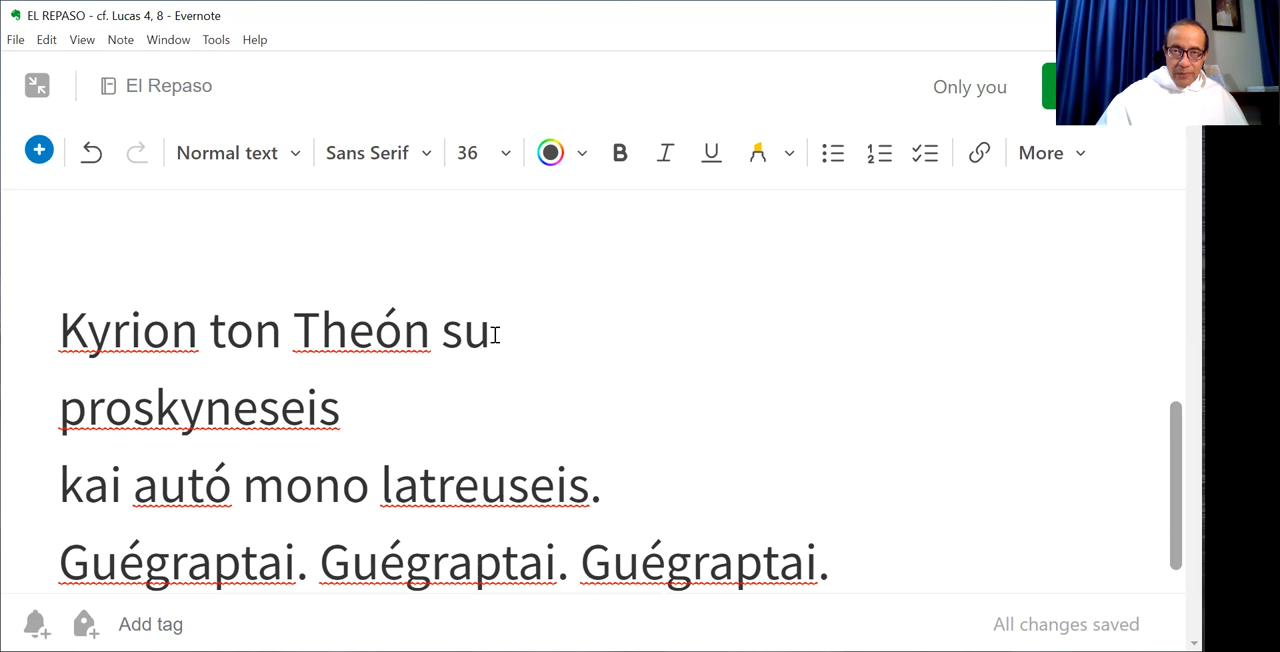 EL REPASO - cf. Lucas 4, 8 - Evernote
File Edit View Note Window Tools Help
El Repaso Only you
Normal text Sans Serif 36 B I U More
Kyrion ton Theón su
proskyneseis
kai autó mono latreuseis.
Guégraptai. Guégraptai. Guégraptai.
Add tag All changes saved